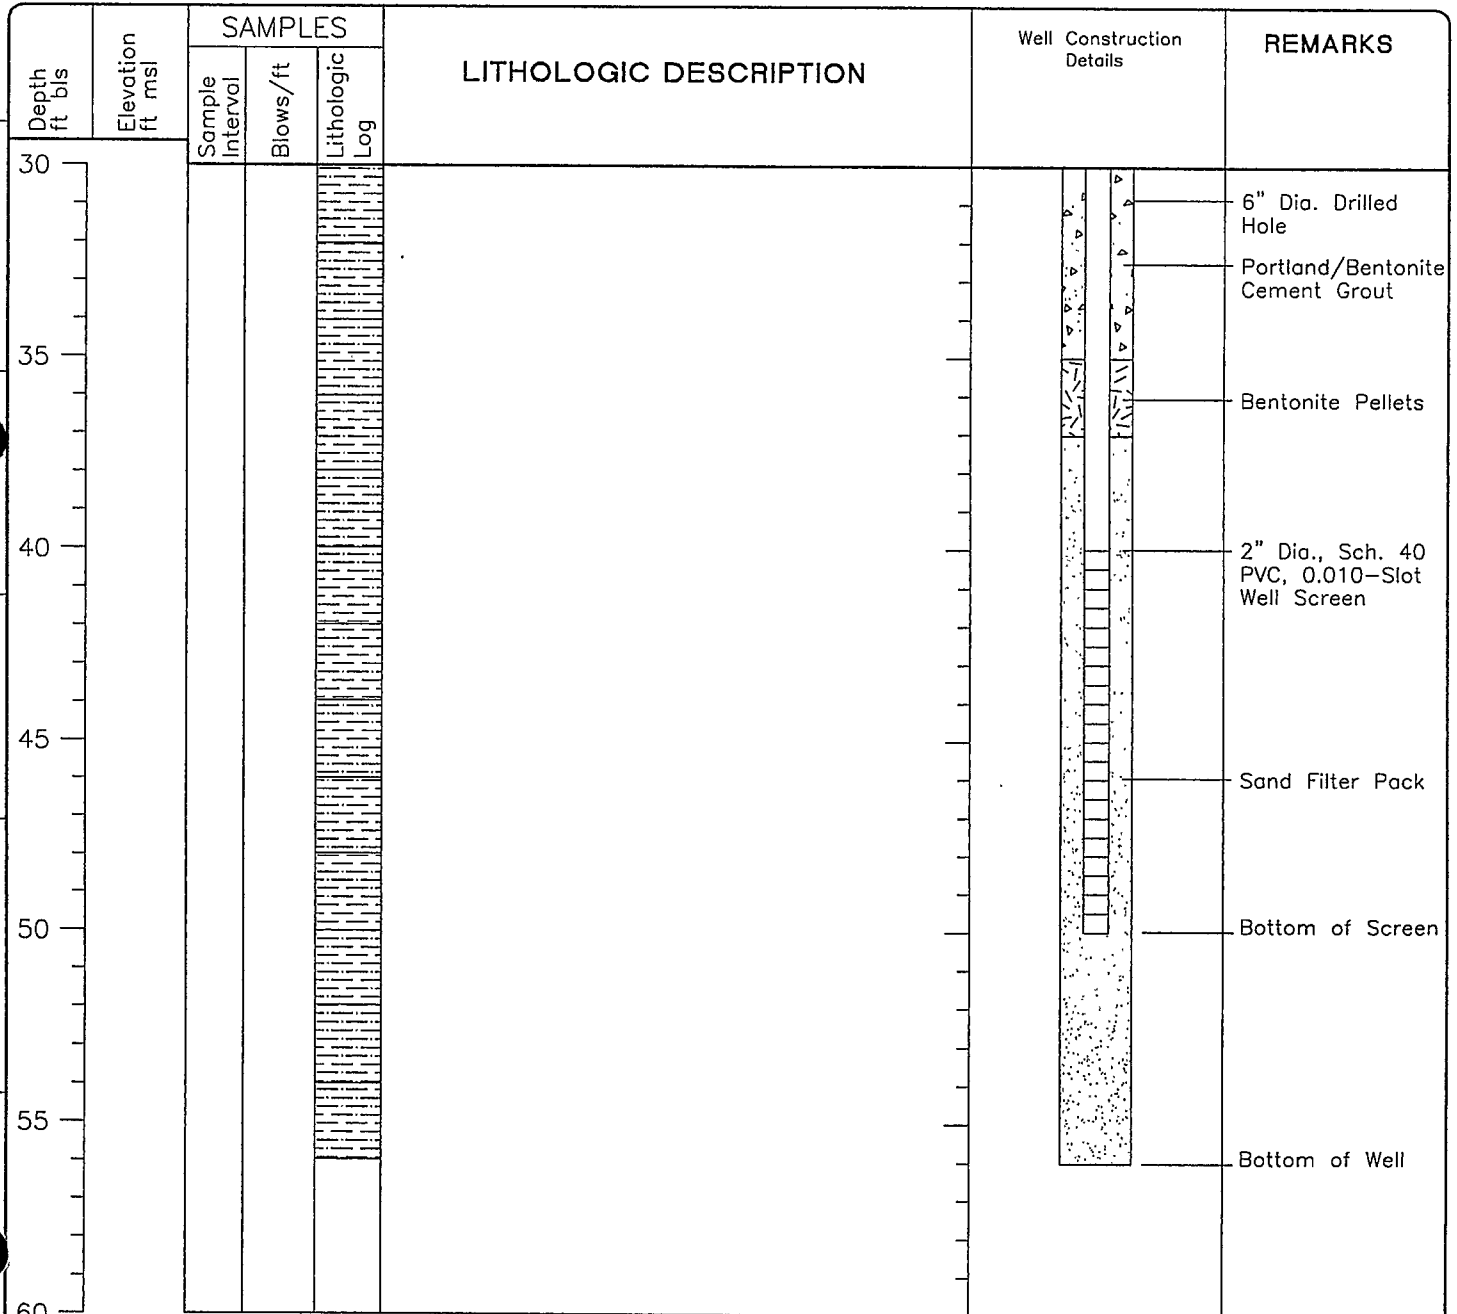 SAMPLES
Depth
ft bls
Elevation
ft msl
Sample
Interval
Blows/ft
Lithologic
Log
LITHOLOGIC DESCRIPTION
Well Construction
Details
REMARKS
30
6" Dia. Drilled
Hole
Portland/Bentonite
Cement Grout
35
Bentonite Pellets
40
2" Dia., Sch. 40
PVC, 0.010-Slot
Well Screen
45
Sand Filter Pack
50
Bottom of Screen
55
Bottom of Well
60